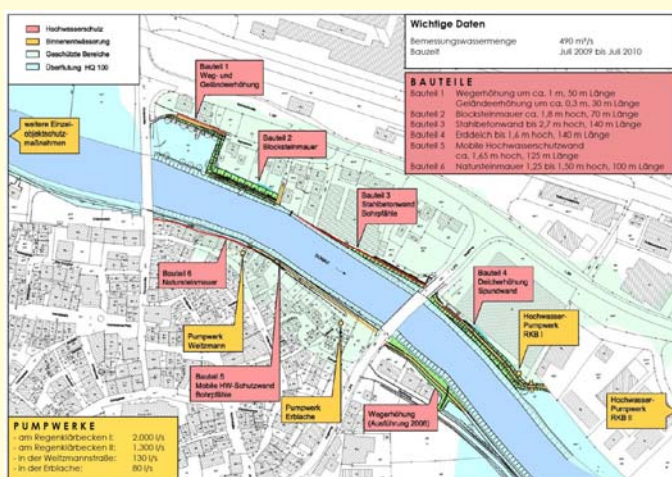 Hochwasserschutz
Binnenentwässerung
Geschützte Bereiche
Überflutung HQ 100
Wichtige Daten
Bemessungswassermenge 490 m³/s
Bauzeit Juli 2009 bis Juli 2010
BAUTEILE
Bauteil 1 Wegerhöhung um ca. 1 m, 50 m Länge
Geländeerhöhung um ca. 0,3 m, 30 m Länge
Bauteil 2 Blocksteinmauer ca. 1,8 m hoch, 70 m Länge
Bauteil 3 Stahlbetonwand bis 2,7 m hoch, 140 m Länge
Bauteil 4 Erddeich bis 1,6 m hoch, 140 m Länge
Bauteil 5 Mobile Hochwasserschutzwand
ca. 1,65 m hoch, 125 m Länge
Bauteil 6 Natursteinmauer 1,25 bis 1,50 m hoch, 100 m Länge
Bauteil 1
Weg- und
Geländeerhöhung
weitere Einzel-
objektschutz-
maßnahmen
Bauteil 2
Blocksteinmauer
Bauteil 3
Stahlbetonwand
Bohrpfähle
DONAU
Bauteil 4
Deicherhöhung
Spundwand
Bauteil 6
Natursteinmauer
Hochwasser-
Pumpwerk
RKB I
Pumpwerk
Weitzmann
Bauteil 5
Mobile HW-Schutzwand
Bohrpfähle
Pumpwerk
Erblache
Wegerhöhung
(Ausführung 2006)
Hochwasser-
Pumpwerk
RKB II
PUMPWERKE
- am Regenklärbecken I: 2.000 l/s
- am Regenklärbecken II: 1.300 l/s
- in der Weitzmannstraße: 130 l/s
- in der Erblache: 80 l/s